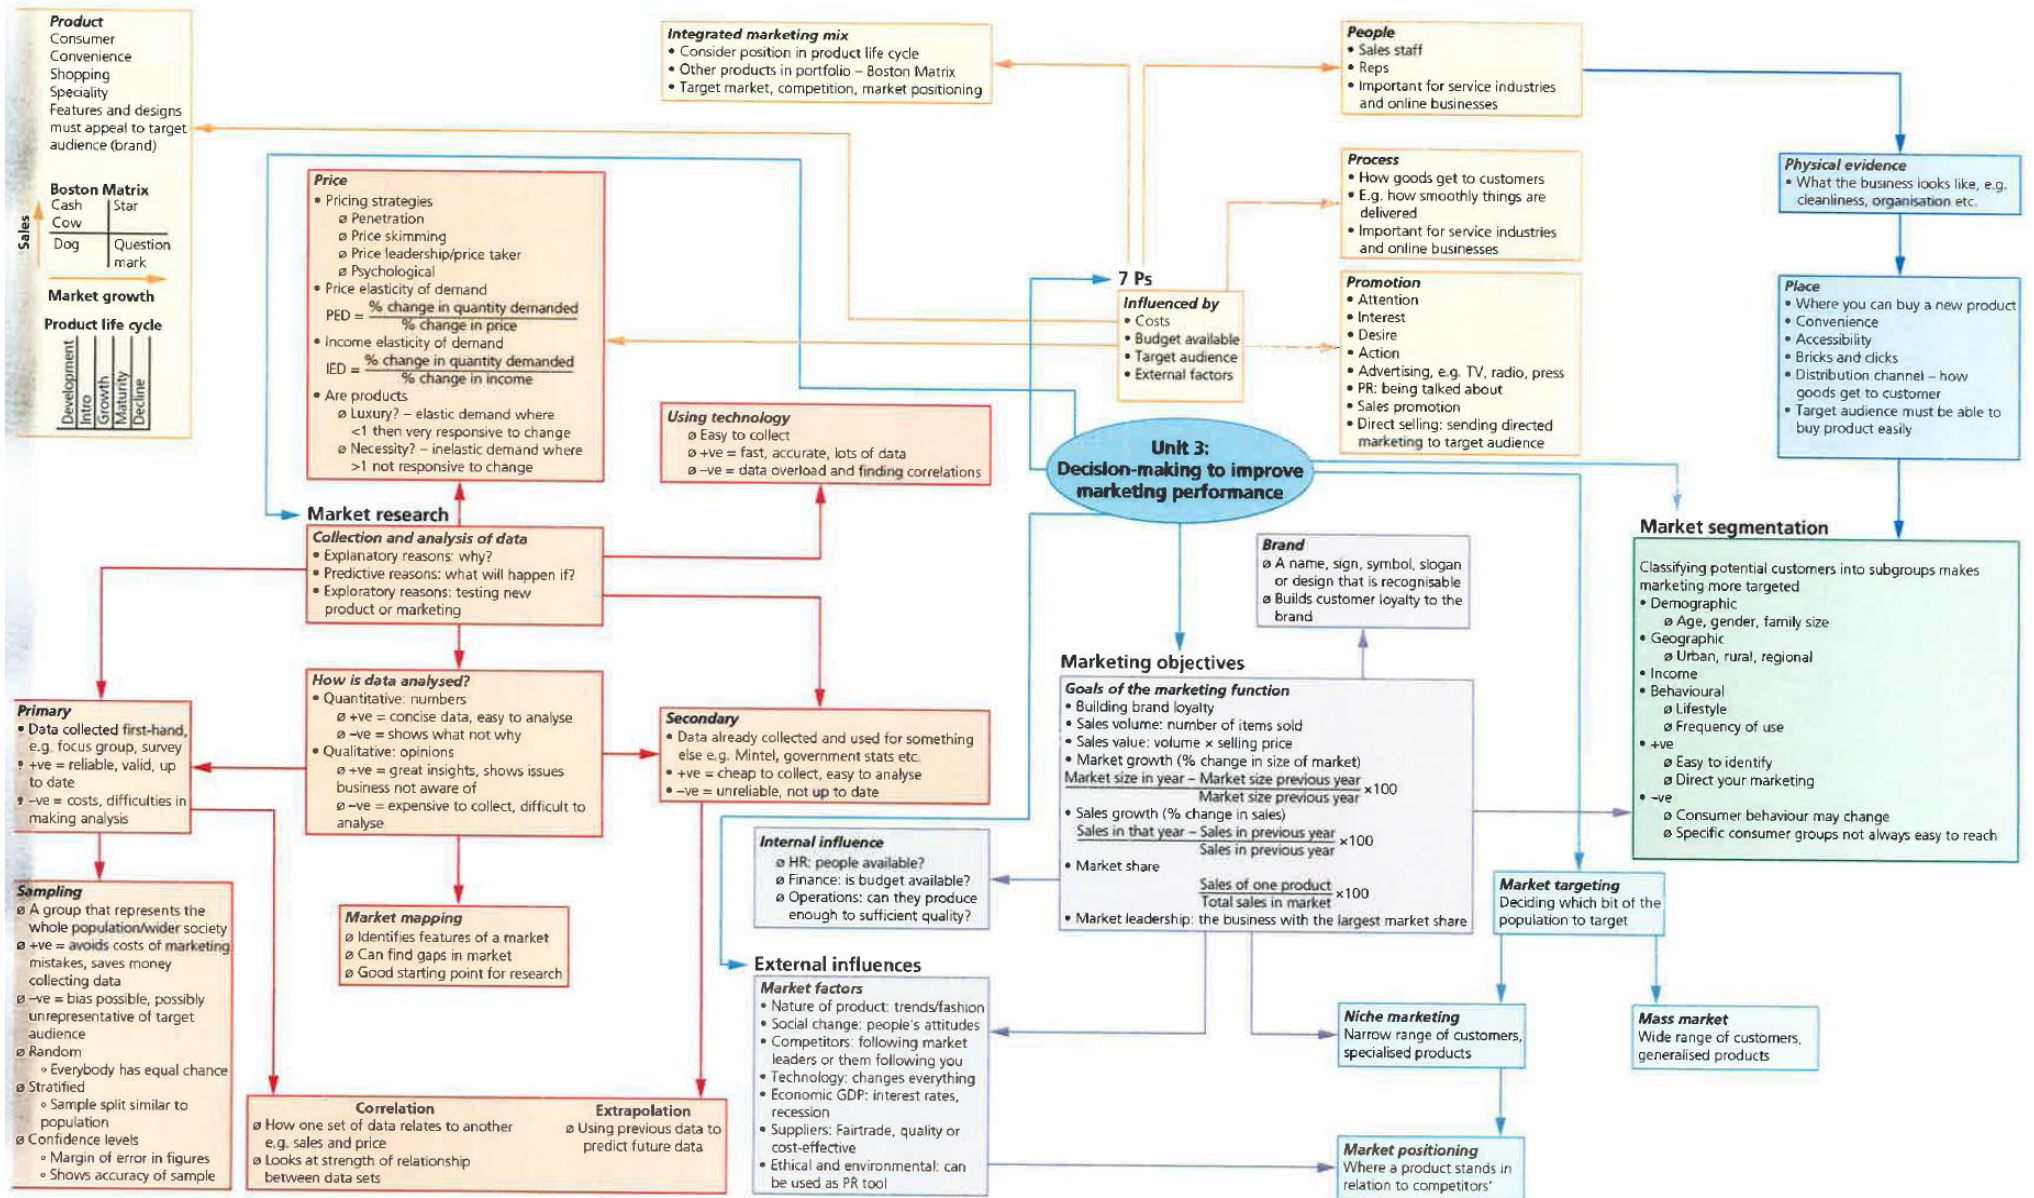 Product
Consumer
Convenience
Shopping
Speciality
Features and designs
must appeal to target
audience (brand)
Boston Matrix
Cash
Cow
Star
Dog
Question
mark
Sales
Market growth
Product life cycle
Development
Intro
Growth
Maturity
Decline
Integrated marketing mix
• Consider position in product life cycle
• Other products in portfolio – Boston Matrix
• Target market, competition, market positioning
People
• Sales staff
• Reps
• Important for service industries
and online businesses
Process
• How goods get to customers
• E.g. how smoothly things are
delivered
• Important for service industries
and online businesses
Physical evidence
• What the business looks like, e.g.
cleanliness, organisation etc.
Price
• Pricing strategies
ø Penetration
ø Price skimming
ø Price leadership/price taker
ø Psychological
• Price elasticity of demand
PED = % change in quantity demanded
% change in price
• Income elasticity of demand
IED = % change in quantity demanded
% change in income
• Are products
ø Luxury? – elastic demand where
<1 then very responsive to change
ø Necessity? – inelastic demand where
>1 not responsive to change
7 Ps
Influenced by
• Costs
• Budget available
• Target audience
• External factors
Promotion
• Attention
• Interest
• Desire
• Action
• Advertising, e.g. TV, radio, press
• PR: being talked about
• Sales promotion
• Direct selling: sending directed
marketing to target audience
Place
• Where you can buy a new product
• Convenience
• Accessibility
• Bricks and clicks
• Distribution channel – how
goods get to customer
• Target audience must be able to
buy product easily
Using technology
ø Easy to collect
ø +ve = fast, accurate, lots of data
ø –ve = data overload and finding correlations
Unit 3:
Decision-making to improve
marketing performance
Market research
Collection and analysis of data
• Explanatory reasons: why?
• Predictive reasons: what will happen if?
• Exploratory reasons: testing new
product or marketing
Brand
ø A name, sign, symbol, slogan
or design that is recognisable
ø Builds customer loyalty to the
brand
Market segmentation
Classifying potential customers into subgroups makes
marketing more targeted
• Demographic
ø Age, gender, family size
• Geographic
ø Urban, rural, regional
• Income
• Behavioural
ø Lifestyle
ø Frequency of use
• +ve
ø Easy to identify
ø Direct your marketing
• –ve
ø Consumer behaviour may change
ø Specific consumer groups not always easy to reach
Primary
• Data collected first-hand,
e.g. focus group, survey
• +ve = reliable, valid, up
to date
• –ve = costs, difficulties in
making analysis
How is data analysed?
• Quantitative: numbers
ø +ve = concise data, easy to analyse
ø –ve = shows what not why
• Qualitative: opinions
ø +ve = great insights, shows issues
business not aware of
ø –ve = expensive to collect, difficult to
analyse
Secondary
• Data already collected and used for something
else e.g. Mintel, government stats etc.
• +ve = cheap to collect, easy to analyse
• –ve = unreliable, not up to date
Marketing objectives
Goals of the marketing function
• Building brand loyalty
• Sales volume: number of items sold
• Sales value: volume × selling price
• Market growth (% change in size of market)
Market size in year – Market size previous year
Market size previous year ×100
• Sales growth (% change in sales)
Sales in that year – Sales in previous year
Sales in previous year ×100
• Market share
Sales of one product
Total sales in market ×100
• Market leadership: the business with the largest market share
Internal influence
ø HR: people available?
ø Finance: is budget available?
ø Operations: can they produce
enough to sufficient quality?
Market targeting
Deciding which bit of the
population to target
Sampling
ø A group that represents the
whole population/wider society
ø +ve = avoids costs of marketing
mistakes, saves money
collecting data
ø –ve = bias possible, possibly
unrepresentative of target
audience
ø Random
° Everybody has equal chance
ø Stratified
° Sample split similar to
population
ø Confidence levels
° Margin of error in figures
° Shows accuracy of sample
Market mapping
ø Identifies features of a market
ø Can find gaps in market
ø Good starting point for research
External influences
Market factors
• Nature of product: trends/fashion
• Social change: people's attitudes
• Competitors: following market
leaders or them following you
• Technology: changes everything
• Economic GDP: interest rates,
recession
• Suppliers: Fairtrade, quality or
cost-effective
• Ethical and environmental: can
be used as PR tool
Niche marketing
Narrow range of customers,
specialised products
Mass market
Wide range of customers,
generalised products
Correlation
ø How one set of data relates to another
e.g. sales and price
ø Looks at strength of relationship
between data sets
Extrapolation
ø Using previous data to
predict future data
Market positioning
Where a product stands in
relation to competitors'